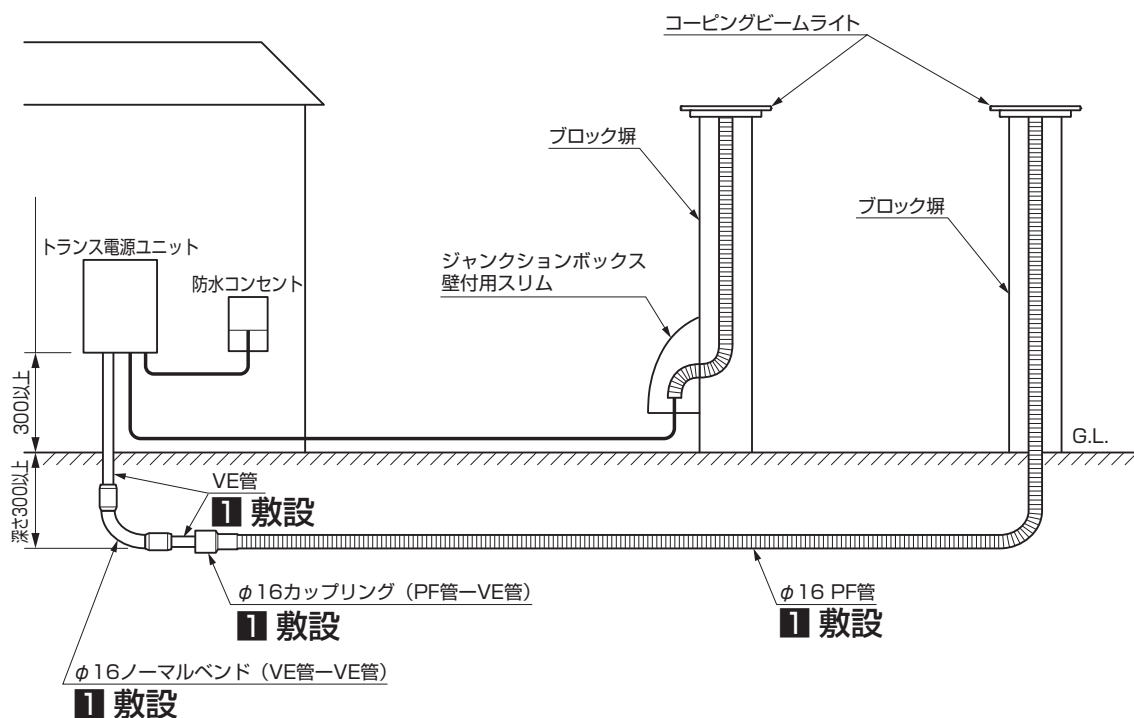 コーピングビームライト
ブロック塀
ブロック塀
トランス電源ユニット
防水コンセント
ジャンクションボックス
壁付用スリム
300以上
G.L.
深さ300以上
VE管
1 敷設
φ16カップリング（PF管ーVE管）
1 敷設
φ16 PF管
1 敷設
φ16ノーマルベンド（VE管ーVE管）
1 敷設